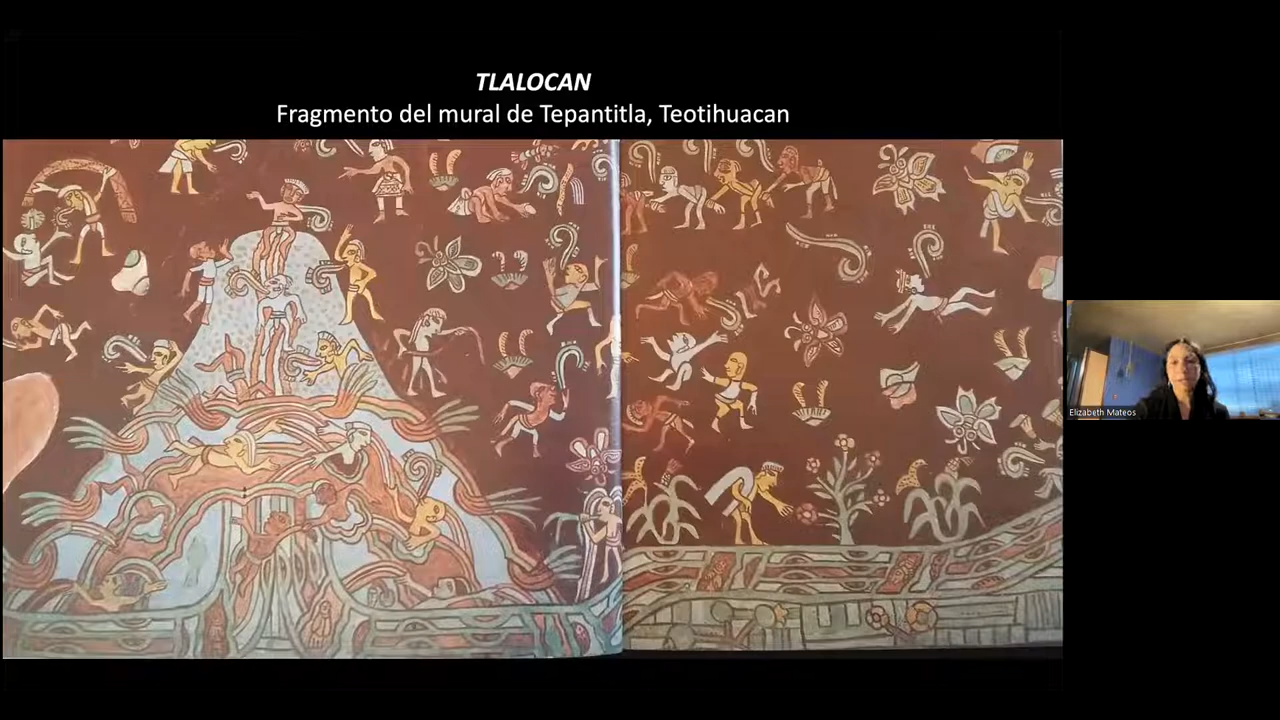 TLALOCAN
Fragmento del mural de Tepantitla, Teotihuacan
Elizabeth Mateos